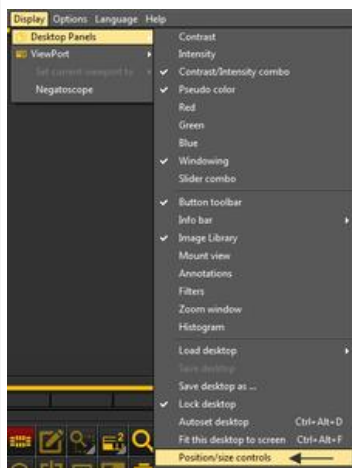 Display Options Language Help
Desktop Panels
ViewPort
Set current viewport to
Negatoscope
Contrast
Intensity
Contrast/Intensity combo
Pseudo color
Red
Green
Blue
Windowing
Slider combo
Button toolbar
Info bar
Image Library
Mount view
Annotations
Filters
Zoom window
Histogram
Load desktop
Save desktop
Save desktop as ...
Lock desktop
Autoset desktop Ctrl+Alt+D
Fit this desktop to screen Ctrl+Alt+F
Position/size controls